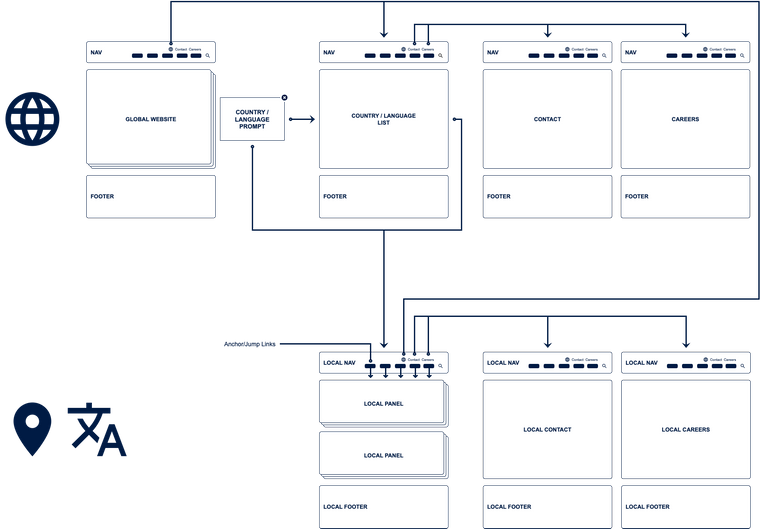 NAV
Contact Careers
NAV
Contact Careers
NAV
Contact Careers
NAV
Contact Careers
GLOBAL WEBSITE
COUNTRY /
LANGUAGE
PROMPT
COUNTRY / LANGUAGE
LIST
CONTACT
CAREERS
FOOTER
FOOTER
FOOTER
FOOTER
Anchor/Jump Links
LOCAL NAV
Contact Careers
LOCAL NAV
Contact Careers
LOCAL NAV
Contact Careers
LOCAL PANEL
LOCAL PANEL
LOCAL CONTACT
LOCAL CAREERS
文A
LOCAL FOOTER
LOCAL FOOTER
LOCAL FOOTER